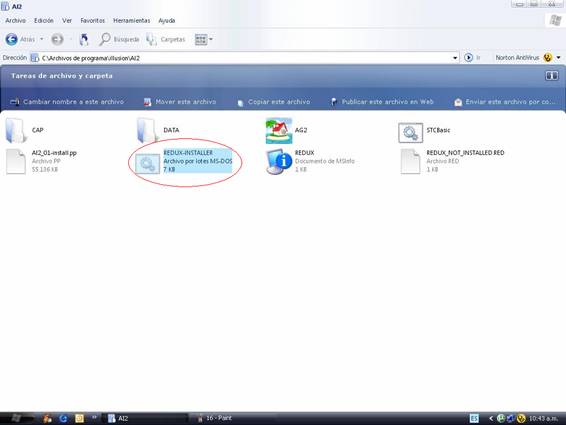 AI2
Archivo Edición Ver Favoritos Herramientas Ayuda
Atrás Búsqueda Carpetas
Dirección C:\Archivos de programa\illusion\AI2 Ir Norton AntiVirus
Tareas de archivo y carpeta
Cambiar nombre a este archivo Mover este archivo Copiar este archivo Publicar este archivo en Web Enviar este archivo por co...
CAP DATA AG2 STCBasic
AI2_01-install.pp REDUX-INSTALLER REDUX REDUX_NOT_INSTALLED.RED
Archivo PP Archivo por lotes MS-DOS Documento de MSInfo Archivo RED
55.136 KB 7 KB 1 KB 1 KB
AI2 16 - Paint ES 10:43 a.m.